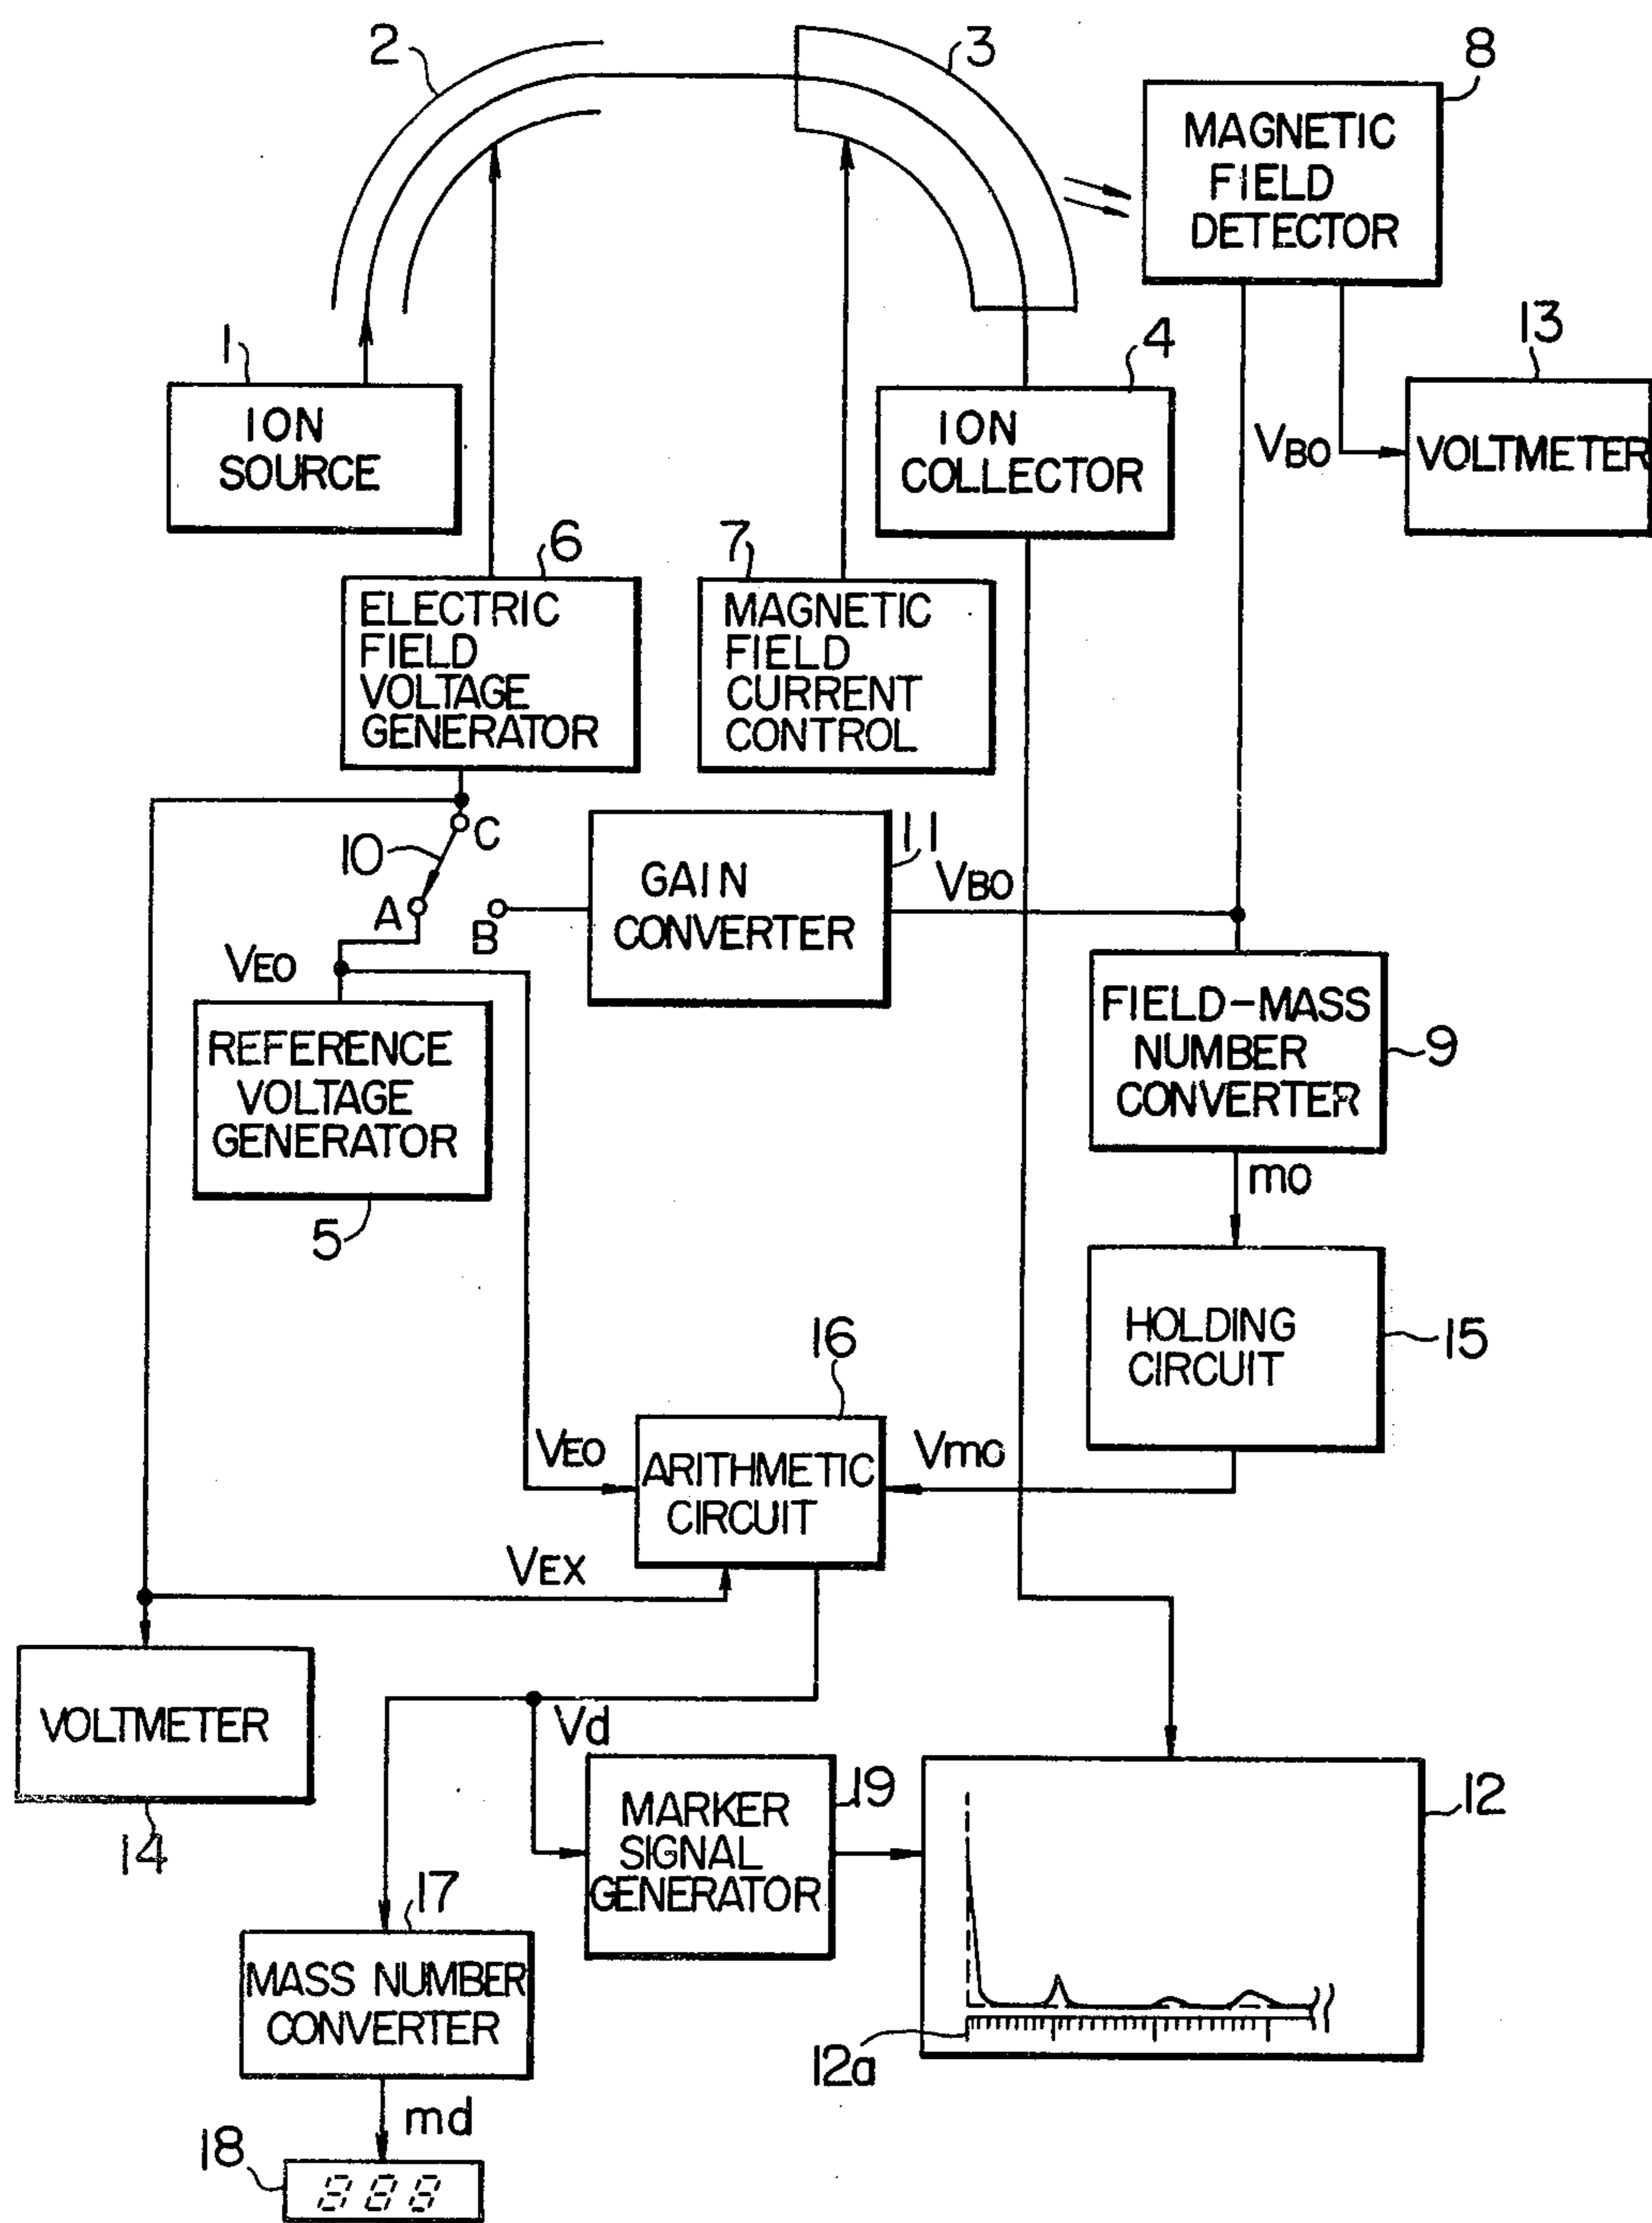 2
3
8
MAGNETIC
FIELD
DETECTOR
1
ION
SOURCE
4
ION
COLLECTOR
13
VBO
VOLTMETER
6
ELECTRIC
FIELD
VOLTAGE
GENERATOR
7
MAGNETIC
FIELD
CURRENT
CONTROL
10
C
A
B
11
GAIN
CONVERTER
VBO
VEO
REFERENCE
VOLTAGE
GENERATOR
5
FIELD-MASS
NUMBER
CONVERTER
9
mo
HOLDING
CIRCUIT
15
16
VEO
ARITHMETIC
CIRCUIT
Vmo
VEX
VOLTMETER
14
Vd
MARKER
SIGNAL
GENERATOR
19
12
12a
17
MASS NUMBER
CONVERTER
md
18
888